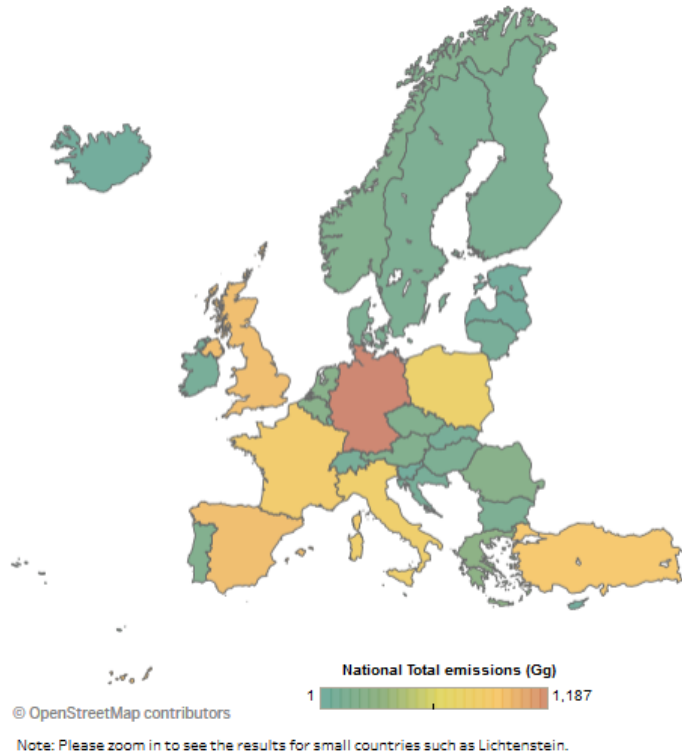 National Total emissions (Gg)
1 1,187
© OpenStreetMap contributors
Note: Please zoom in to see the results for small countries such as Lichtenstein.